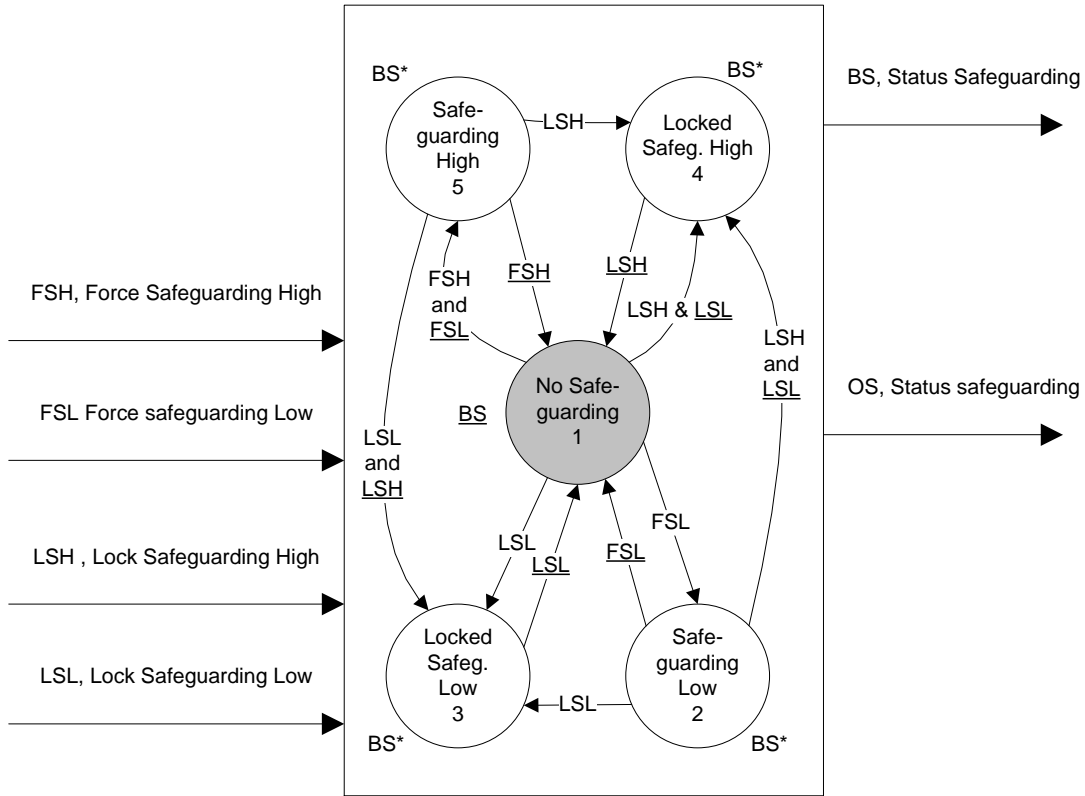 BS*
BS*
BS, Status Safeguarding
Safe-
guarding
High
5
LSH
Locked
Safeg. High
4
FSH, Force Safeguarding High
FSH
and
FSL
FSH
LSH
LSH & LSL
LSH
and
LSL
FSL Force safeguarding Low
BS
No Safe-
guarding
1
OS, Status safeguarding
LSL
and
LSH
LSH , Lock Safeguarding High
LSL
LSL
FSL
FSL
LSL, Lock Safeguarding Low
Locked
Safeg.
Low
3
LSL
Safe-
guarding
Low
2
BS*
BS*